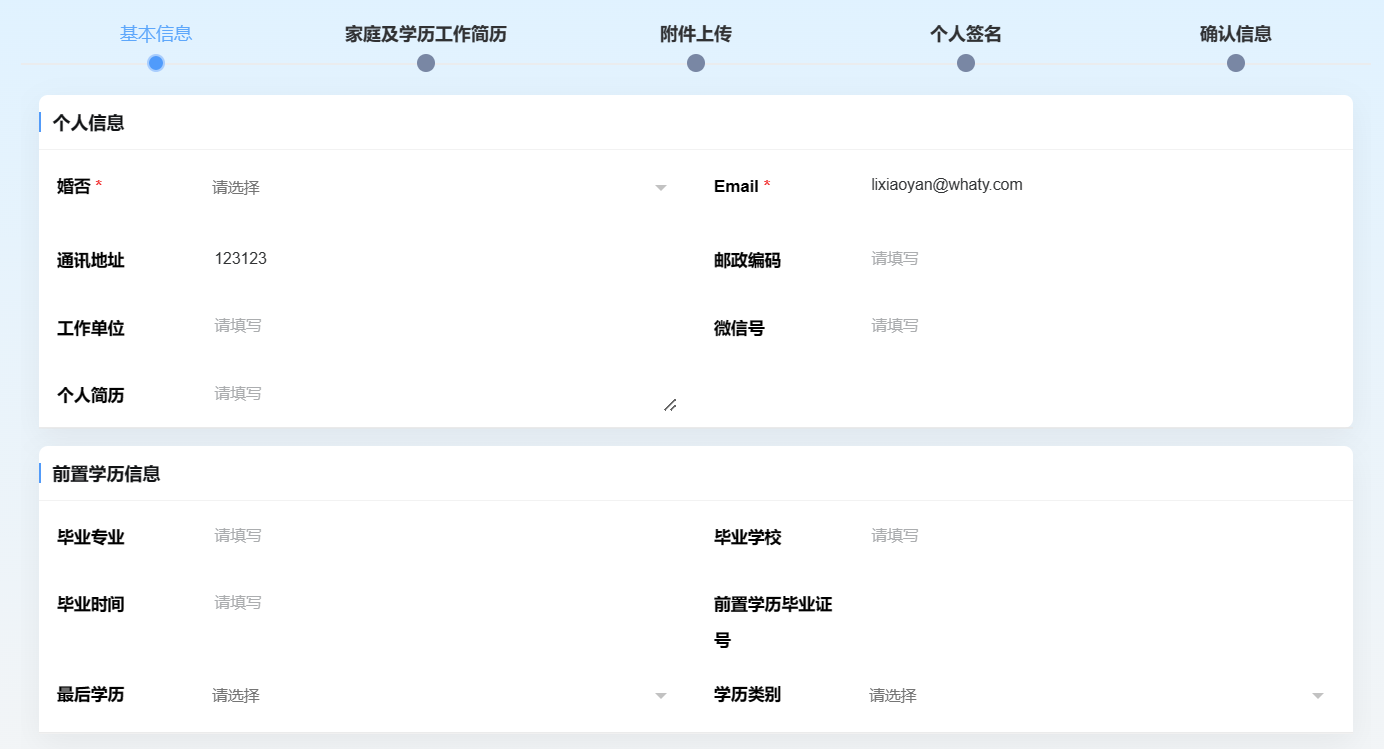 基本信息 家庭及学历工作简历 附件上传 个人签名 确认信息
个人信息
婚否 * 请选择 Email * lixiaoyan@whaty.com
通讯地址 123123 邮政编码 请填写
工作单位 请填写 微信号 请填写
个人简历 请填写
前置学历信息
毕业专业 请填写 毕业学校 请填写
毕业时间 请填写 前置学历毕业证
号
最后学历 请选择 学历类别 请选择